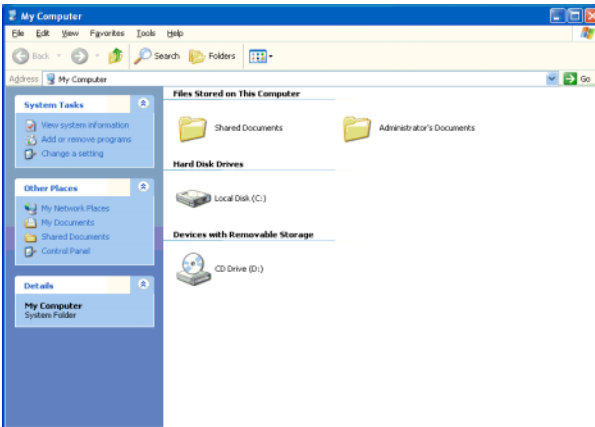 My Computer
File Edit View Favorites Tools Help
Back Search Folders
Address My Computer Go
System Tasks
View system information
Add or remove programs
Change a setting
Other Places
My Network Places
My Documents
Shared Documents
Control Panel
Details
My Computer
System Folder
Files Stored on This Computer
Shared Documents Administrator's Documents
Hard Disk Drives
Local Disk (C:)
Devices with Removable Storage
CD Drive (D:)